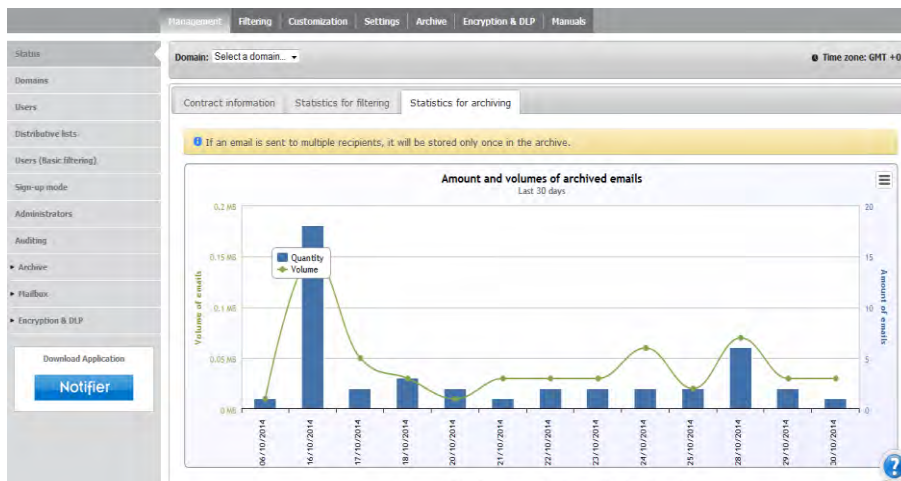 Management Filtering Customization Settings Archive Encryption & DLP Manuals
Status
Domains
Users
Distributive lists
Users (Basic filtering)
Sign-up mode
Administrators
Auditing
Archive
Mailbox
Encryption & DLP
Download Application
Notifier
Domain: Select a domain...
Time zone: GMT +0
Contract information Statistics for filtering Statistics for archiving
If an email is sent to multiple recipients, it will be stored only once in the archive.
Amount and volumes of archived emails
Last 30 days
Volume of emails
0.2 MB
0.15 MB
0.1 MB
0.05 MB
0 MB
Quantity
Volume
20
15
10
5
0
Amount of emails
06/10/2014
16/10/2014
17/10/2014
18/10/2014
20/10/2014
21/10/2014
22/10/2014
23/10/2014
24/10/2014
25/10/2014
28/10/2014
29/10/2014
30/10/2014
?